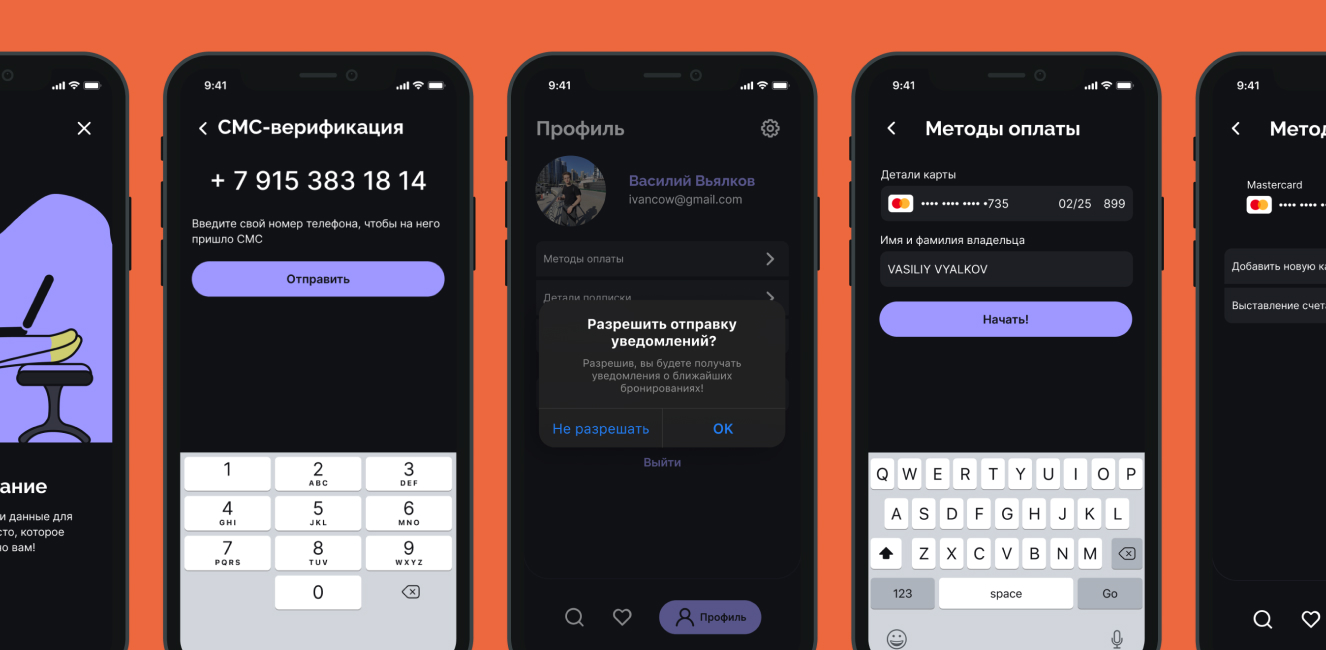 ание
и данные для
сто, которое
о вам!
9:41
СМС-верификация
+ 7 915 383 18 14
Введите свой номер телефона, чтобы на него
пришло СМС
Отправить
1
2
ABC
3
DEF
4
GHI
5
JKL
6
MNO
7
PQRS
8
TUV
9
WXYZ
0
9:41
Профиль
Василий Вьялков
ivancow@gmail.com
Методы оплаты
Детали подписки
Разрешить отправку
уведомлений?
Разрешив, вы будете получать
уведомления о ближайших
бронированиях!
Не разрешать
OK
Выйти
Профиль
9:41
Методы оплаты
Детали карты
•••• •••• •••• •735 02/25 899
Имя и фамилия владельца
VASILIY VYALKOV
Начать!
Q W E R T Y U I O P
A S D F G H J K L
Z X C V B N M
123 space Go
9:41
Метод
Mastercard
•••• ••••
Добавить новую ка
Выставление счет